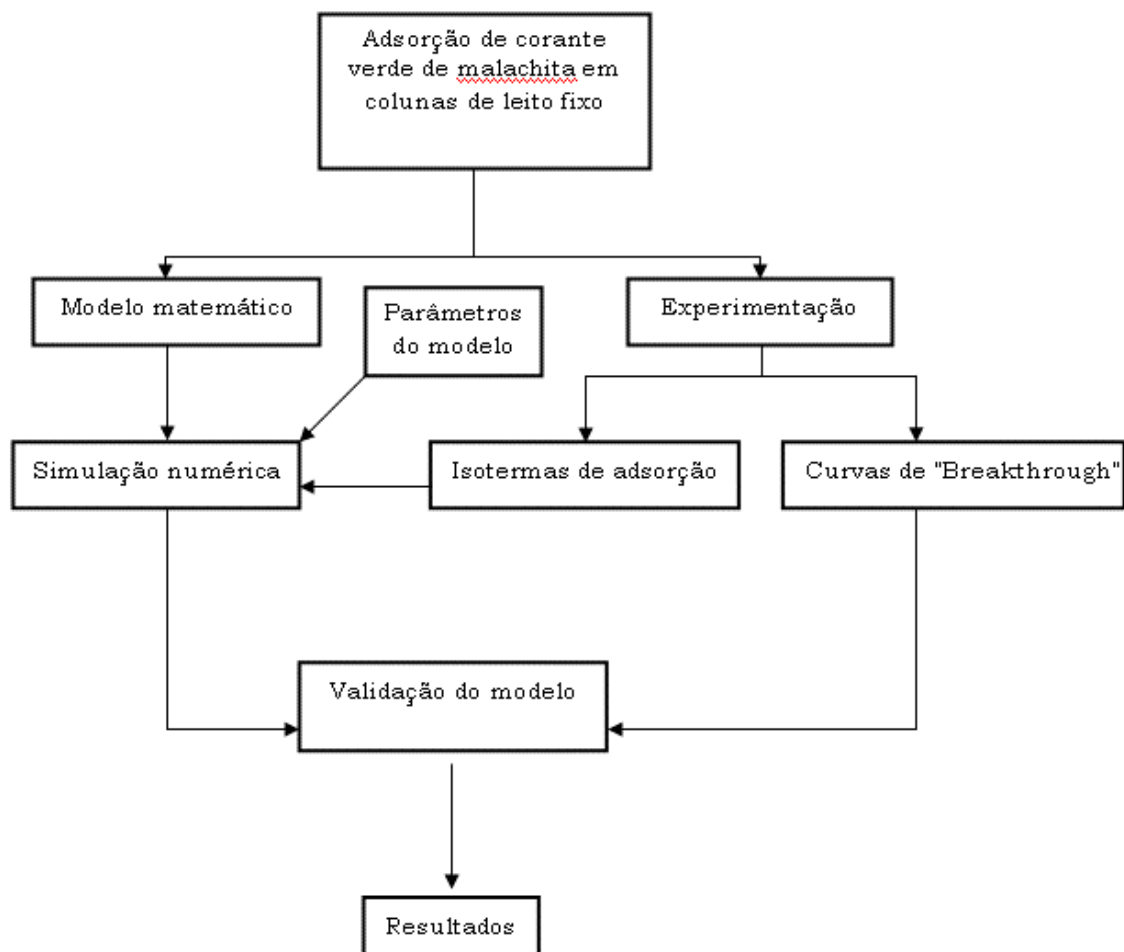 Adsorção de corante
verde de malachita em
colunas de leito fixo
Modelo matemático
Parâmetros
do modelo
Experimentação
Simulação numérica
Isotermas de adsorção
Curvas de "Breakthrough"
Validação do modelo
Resultados